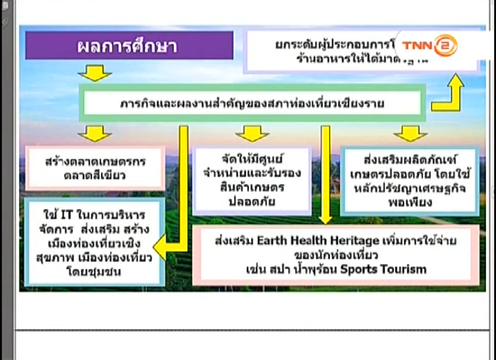 ผลการศึกษา
ยกระดับผู้ประกอบการ
TNN 2
ร้านอาหารให้ได้
ภารกิจและผลงานสำคัญของสภาท่องเที่ยวเชียงราย
สร้างตลาดเกษตรกร
ตลาดสีเขียว
จัดให้มีศูนย์
จำหน่ายและรับรอง
สินค้าเกษตร
ปลอดภัย
ส่งเสริมผลิตภัณฑ์
เกษตรปลอดภัย โดยใช้
หลักปรัชญาเศรษฐกิจ
พอเพียง
ใช้ IT ในการบริหาร
จัดการ ส่งเสริม สร้าง
เมืองท่องเที่ยวเชิง
สุขภาพ เมืองท่องเที่ยว
โดยชุมชน
ส่งเสริม Earth Health Heritage เพิ่มการใช้จ่าย
ของนักท่องเที่ยว
เช่น สปา น้ำพุร้อน Sports Tourism